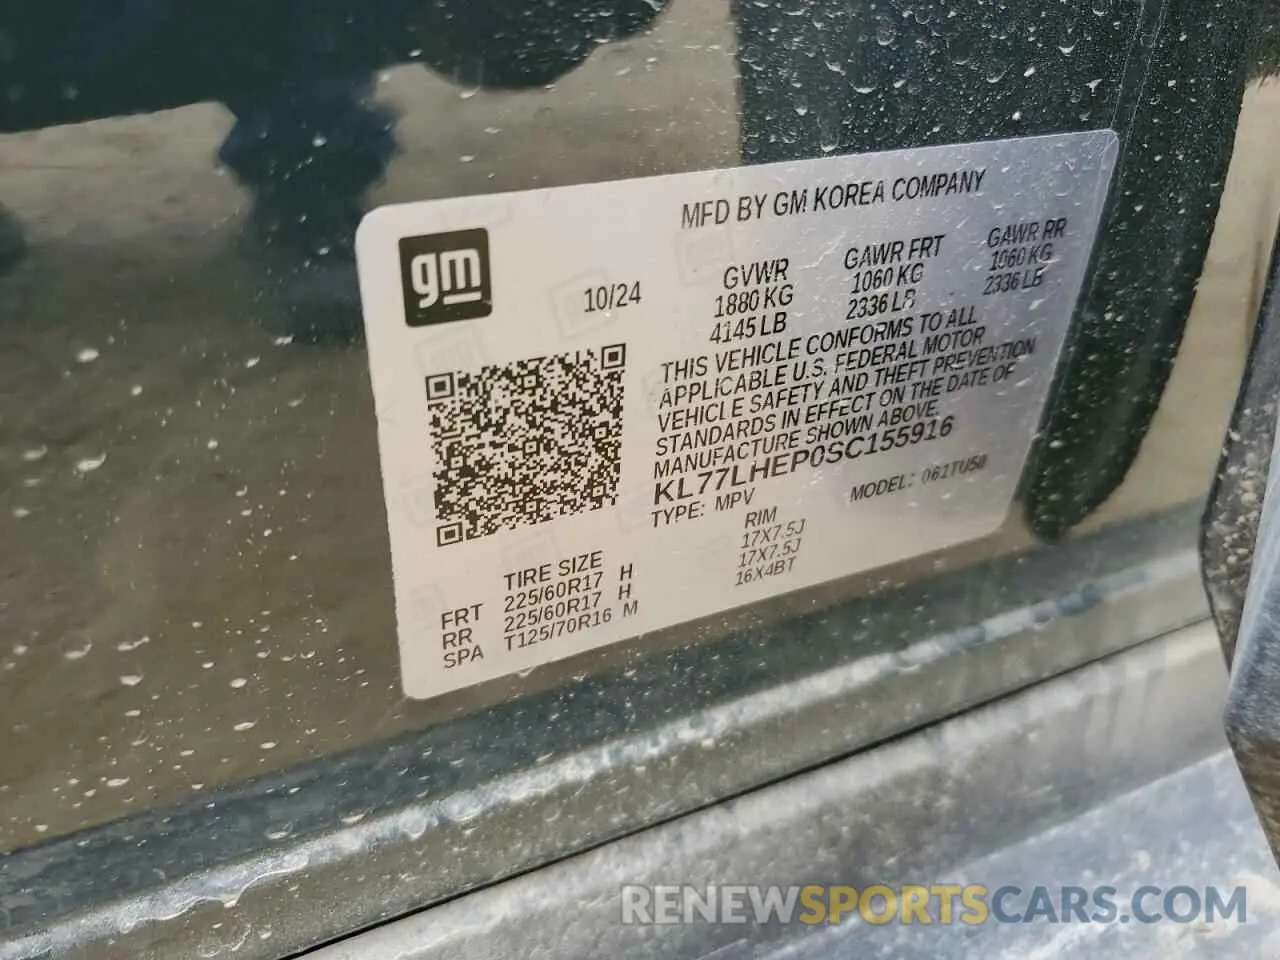 MFD BY GM KOREA COMPANY
gm
10/24
GVWR GAWR FRT GAWR RR
1880 KG 1060 KG 1060 KG
4145 LB 2336 LB 2336 LB
THIS VEHICLE CONFORMS TO ALL
APPLICABLE U.S. FEDERAL MOTOR
VEHICLE SAFETY AND THEFT PREVENTION
STANDARDS IN EFFECT ON THE DATE OF
MANUFACTURE SHOWN ABOVE.
KL77LHEP0SC155916
TYPE: MPV MODEL: 061TU58
TIRE SIZE RIM
FRT 225/60R17 H 17X7.5J
RR 225/60R17 H 17X7.5J
SPA T125/70R16 M 16X4BT
RENEWSPORTSCARS.COM